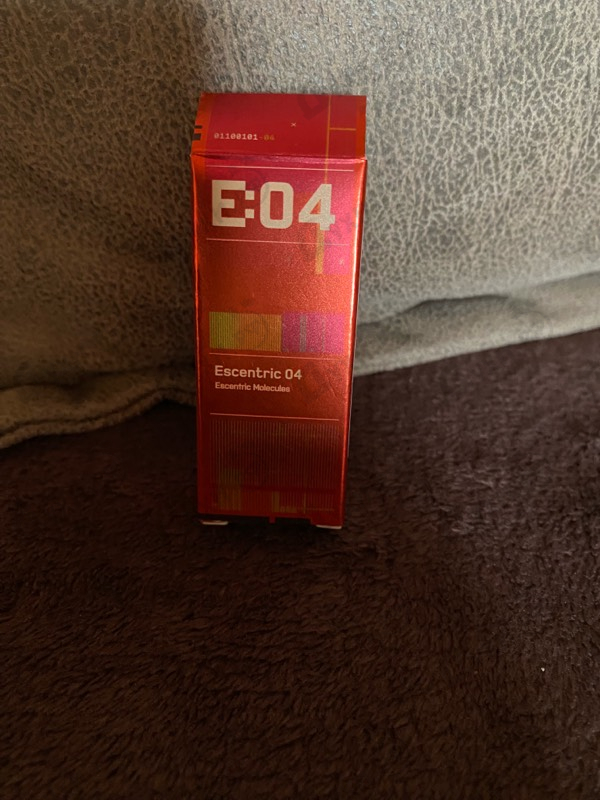 01100101-04
E:04
Escentric 04
Escentric Molecules